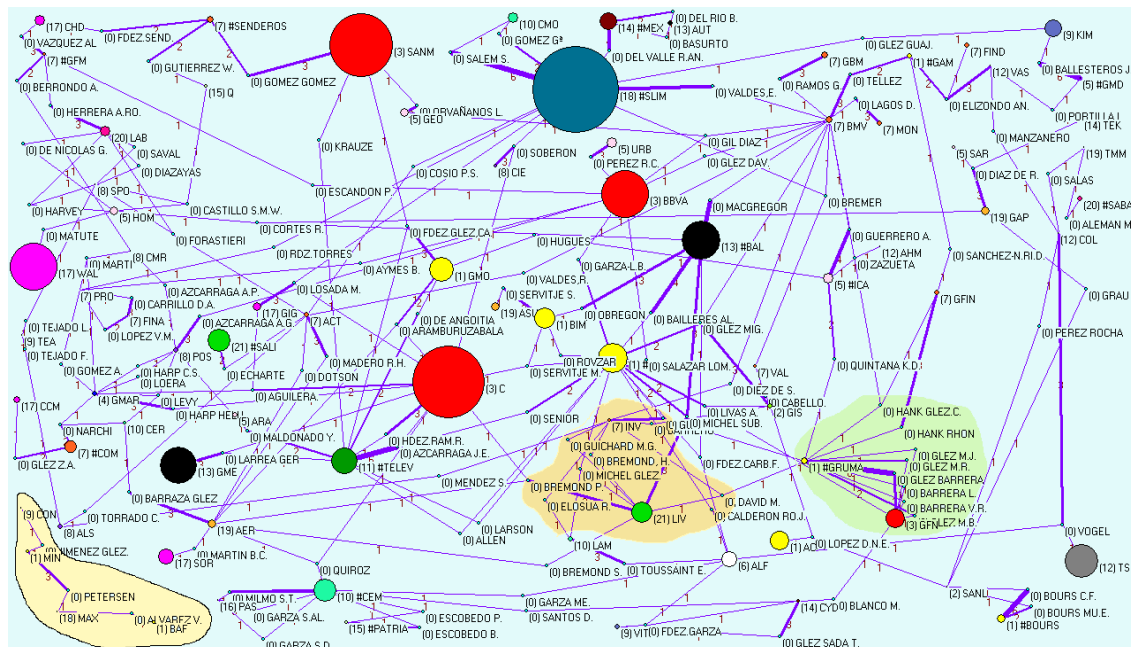 (17) CHD
(0) VAZQUEZ AL
(0) FDEZ.SEND.
(7) #SENDEROS
(7) #GFM
(0) GUTIERREZ W.
(0) GOMEZ GOMEZ
(3) SANM
(0) BERRONDO A.
(15) Q
(0) HERRERA A.RO.
(20) LAB
(0) DE NICOLAS G.
(0) SAVAL
(0) DIAZAYAS
(8) SPO
(0) HARVEY
(5) HOM
(0) CASTILLO S.M.W.
(0) MATUTE
(0) FORASTIERI
(17) WAL
(0) MARTI
(8) CMR
(10) CMO
(0) GOMEZ Gª
(0) SALEM S.
(18) #SLIM
(0) ORVAÑANOS L.
(5) GEO
(0) KRAUZE
(0) ESCANDON P.
(0) COSIO P.S.
(0) SOBERON
(8) CIE
(5) URB
(0) PEREZ R.C.
(3) BBVA
(14) #MEX
(0) DEL RIO B.
(13) AUT
(0) BASURTO
(0) DEL VALLE R.AN.
(0) VALDES,E.
(0) GIL DIAZ
(0) GLEZ DAV.
(0) MACGREGOR
(13) #BAL
(7) GBM
(0) RAMOS G.
(0) TELLEZ
(0) LAGOS D.
(7) BMV
(7) MON
(0) GLEZ GUAJ.
(1) #GAM
(7) FIND
(12) VAS
(0) ELIZONDO AN.
(9) KIM
(0) BALLESTEROS J
(5) #GMD
(0) PORTILLA I.
(14) TEK
(0) MANZANERO
(5) SAR
(19) TMM
(0) DIAZ DE R.
(0) SALAS
(20) #SABA
(0) ALEMAN M
(19) GAP
(12) COL
(0) BREMER
(0) GUERRERO A.
(12) AHM
(0) ZAZUETA
(0) SANCHEZ-N.RI.D
(5) #ICA
(7) GFIN
(0) GRAU
(0) PEREZ ROCHA
(0) CORTES R.
(0) RDZ.TORRES
(0) FDEZ.GLEZ.CA.
(0) AYMES B.
(1) GMO
(0) HUGUES
(0) GARZA-L.B.
(0) VALDES,R.
(0) SERVITJE S.
(19) ASI
(1) BIM
(0) OBREGON
(0) BAILLERES AL.
(0) GLEZ MIG.
(7) PRO
(0) CARRILLO D.A.
(7) FINA
(0) LOPEZ V.M.
(0) AZCARRAGA A.P.
(17) GIG
(0) LOSADA M.
(0) AZCARRAGA A.G.
(7) ACT
(0) DE ANGOITIA
(0) ARAMBURUZABALA
(21) #SALI
(8) POS
(0) ECHARTE
(0) MADERO R.H.
(0) DOTSON
(0) TEJADO L.
(9) TEA
(0) TEJADO F.
(0) GOMEZ A.
(0) HARP C.S.
(0) LOERA
(4) GMAR
(0) LEVY
(0) HARP HELU
(0) AGUILERA.
(3) C
(0) ROVZAR
(0) SERVITJE M.
(0) SALAZAR LOM.
(7) VAL
(0) DIEZ DE S.
(0) CABELLO.
(2) GIS
(0) LIVAS A.
(0) MICHEL SUB.
(0) QUINTANA K.D.
(0) HANK GLEZ.C.
(0) HANK RHON
(17) CCM
(0) NARCHI
(7) #COM
(0) GLEZ Z.A.
(10) CER
(5) ARA
(0) MALDONADO Y.
(0) LARREA GER
(13) GME
(11) #TELEV
(0) HDEZ.RAM.R.
(0) AZCARRAGA J.E.
(0) SENIOR
(7) INV
(0) GUICHARD M.G.
(0) BREMOND, H.
(0) MICHEL GLEZ
(0) BREMOND P.
(0) ELOSUA R.
(21) LIV
(0) FDEZ.CARB.F.
(0) DAVID M.
(0) CALDERON RO.J.
(1) #GRUMA
(0) GLEZ M.J.
(0) GLEZ M.R.
(0) GLEZ BARRERA
(0) BARRERA L.
(0) BARRERA V.R.
(0) GLEZ M.B.
(3) GFN
(0) BARRAZA GLEZ
(0) MENDEZ S.
(9) CON
(0) TORRADO C.
(8) ALS
(19) AER
(0) LARSON
(0) ALLEN
(10) LAM
(0) JIMENEZ GLEZ.
(1) MIN
(17) SOR
(0) MARTIN B.C.
(0) QUIROZ
(0) BREMOND S.
(0) TOUSSAINT E.
(6) ALF
(0) LOPEZ D.N.E.
(0) VOGEL
(12) TS
(0) PETERSEN
(18) MAX
(0) ALVAREZ V.
(1) BAF
(0) MILMO S.T.
(16) PAS
(0) GARZA S.AL.
(0) GARZA S.D.
(10) #CEM
(15) #PATRIA
(0) ESCOBEDO P.
(0) ESCOBEDO B.
(0) GARZA ME.
(0) SANTOS D.
(9) VIT
(0) FDEZ.GARZA
(14) CYD
(0) BLANCO M.
(0) GLEZ SADA T.
(2) SANL
(0) BOURS C.F.
(0) BOURS MU.E.
(1) #BOURS